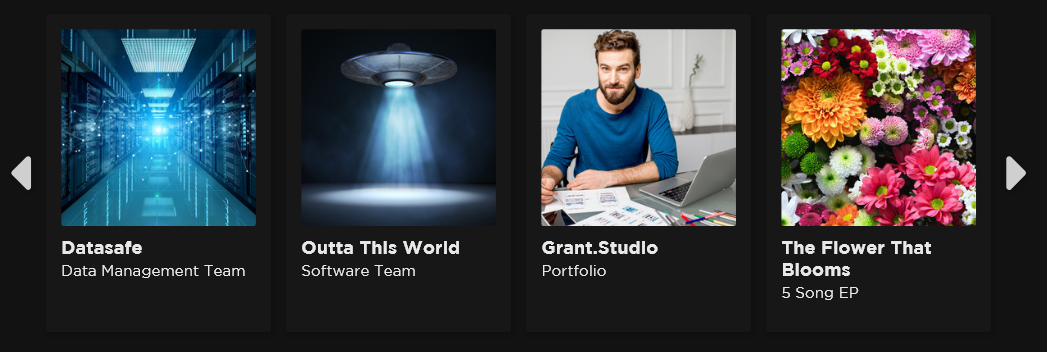 Datasafe
Data Management Team
Outta This World
Software Team
Grant.Studio
Portfolio
The Flower That
Blooms
5 Song EP